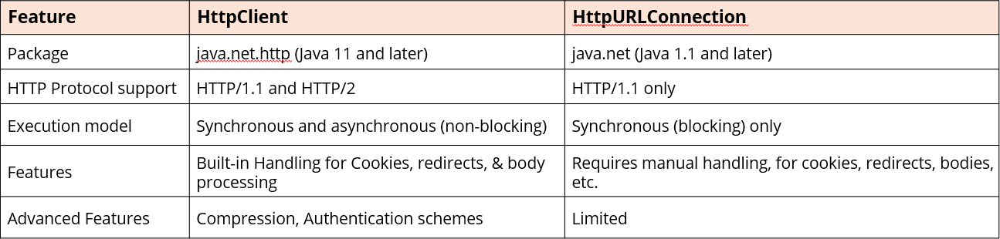 Feature HttpClient HttpURLConnection
Package java.net.http (Java 11 and later) java.net (Java 1.1 and later)
HTTP Protocol support HTTP/1.1 and HTTP/2 HTTP/1.1 only
Execution model Synchronous and asynchronous (non-blocking) Synchronous (blocking) only
Features Built-in Handling for Cookies, redirects, & body
processing
Requires manual handling, for cookies, redirects, bodies,
etc.
Advanced Features Compression, Authentication schemes Limited